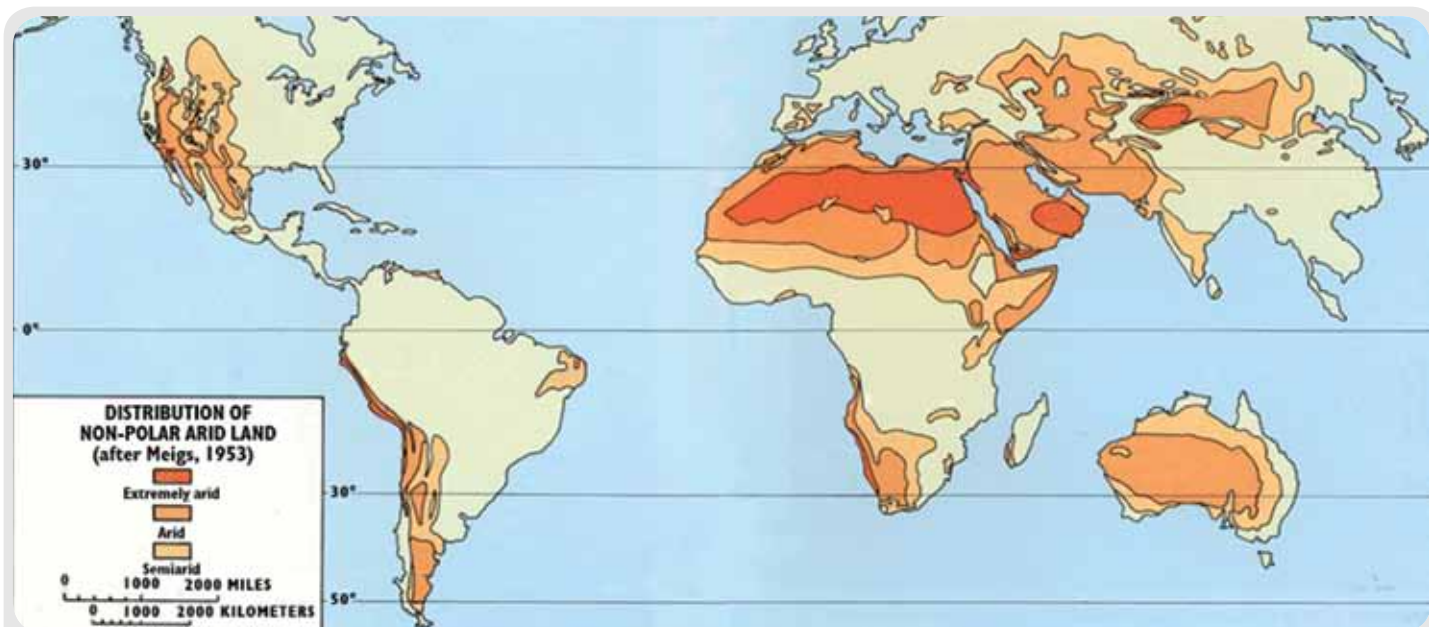 30°
0°
30°
50°
DISTRIBUTION OF
NON-POLAR ARID LAND
(after Meigs, 1953)
Extremely arid
Arid
Semiarid
0 1000 2000 MILES
0 1000 2000 KILOMETERS